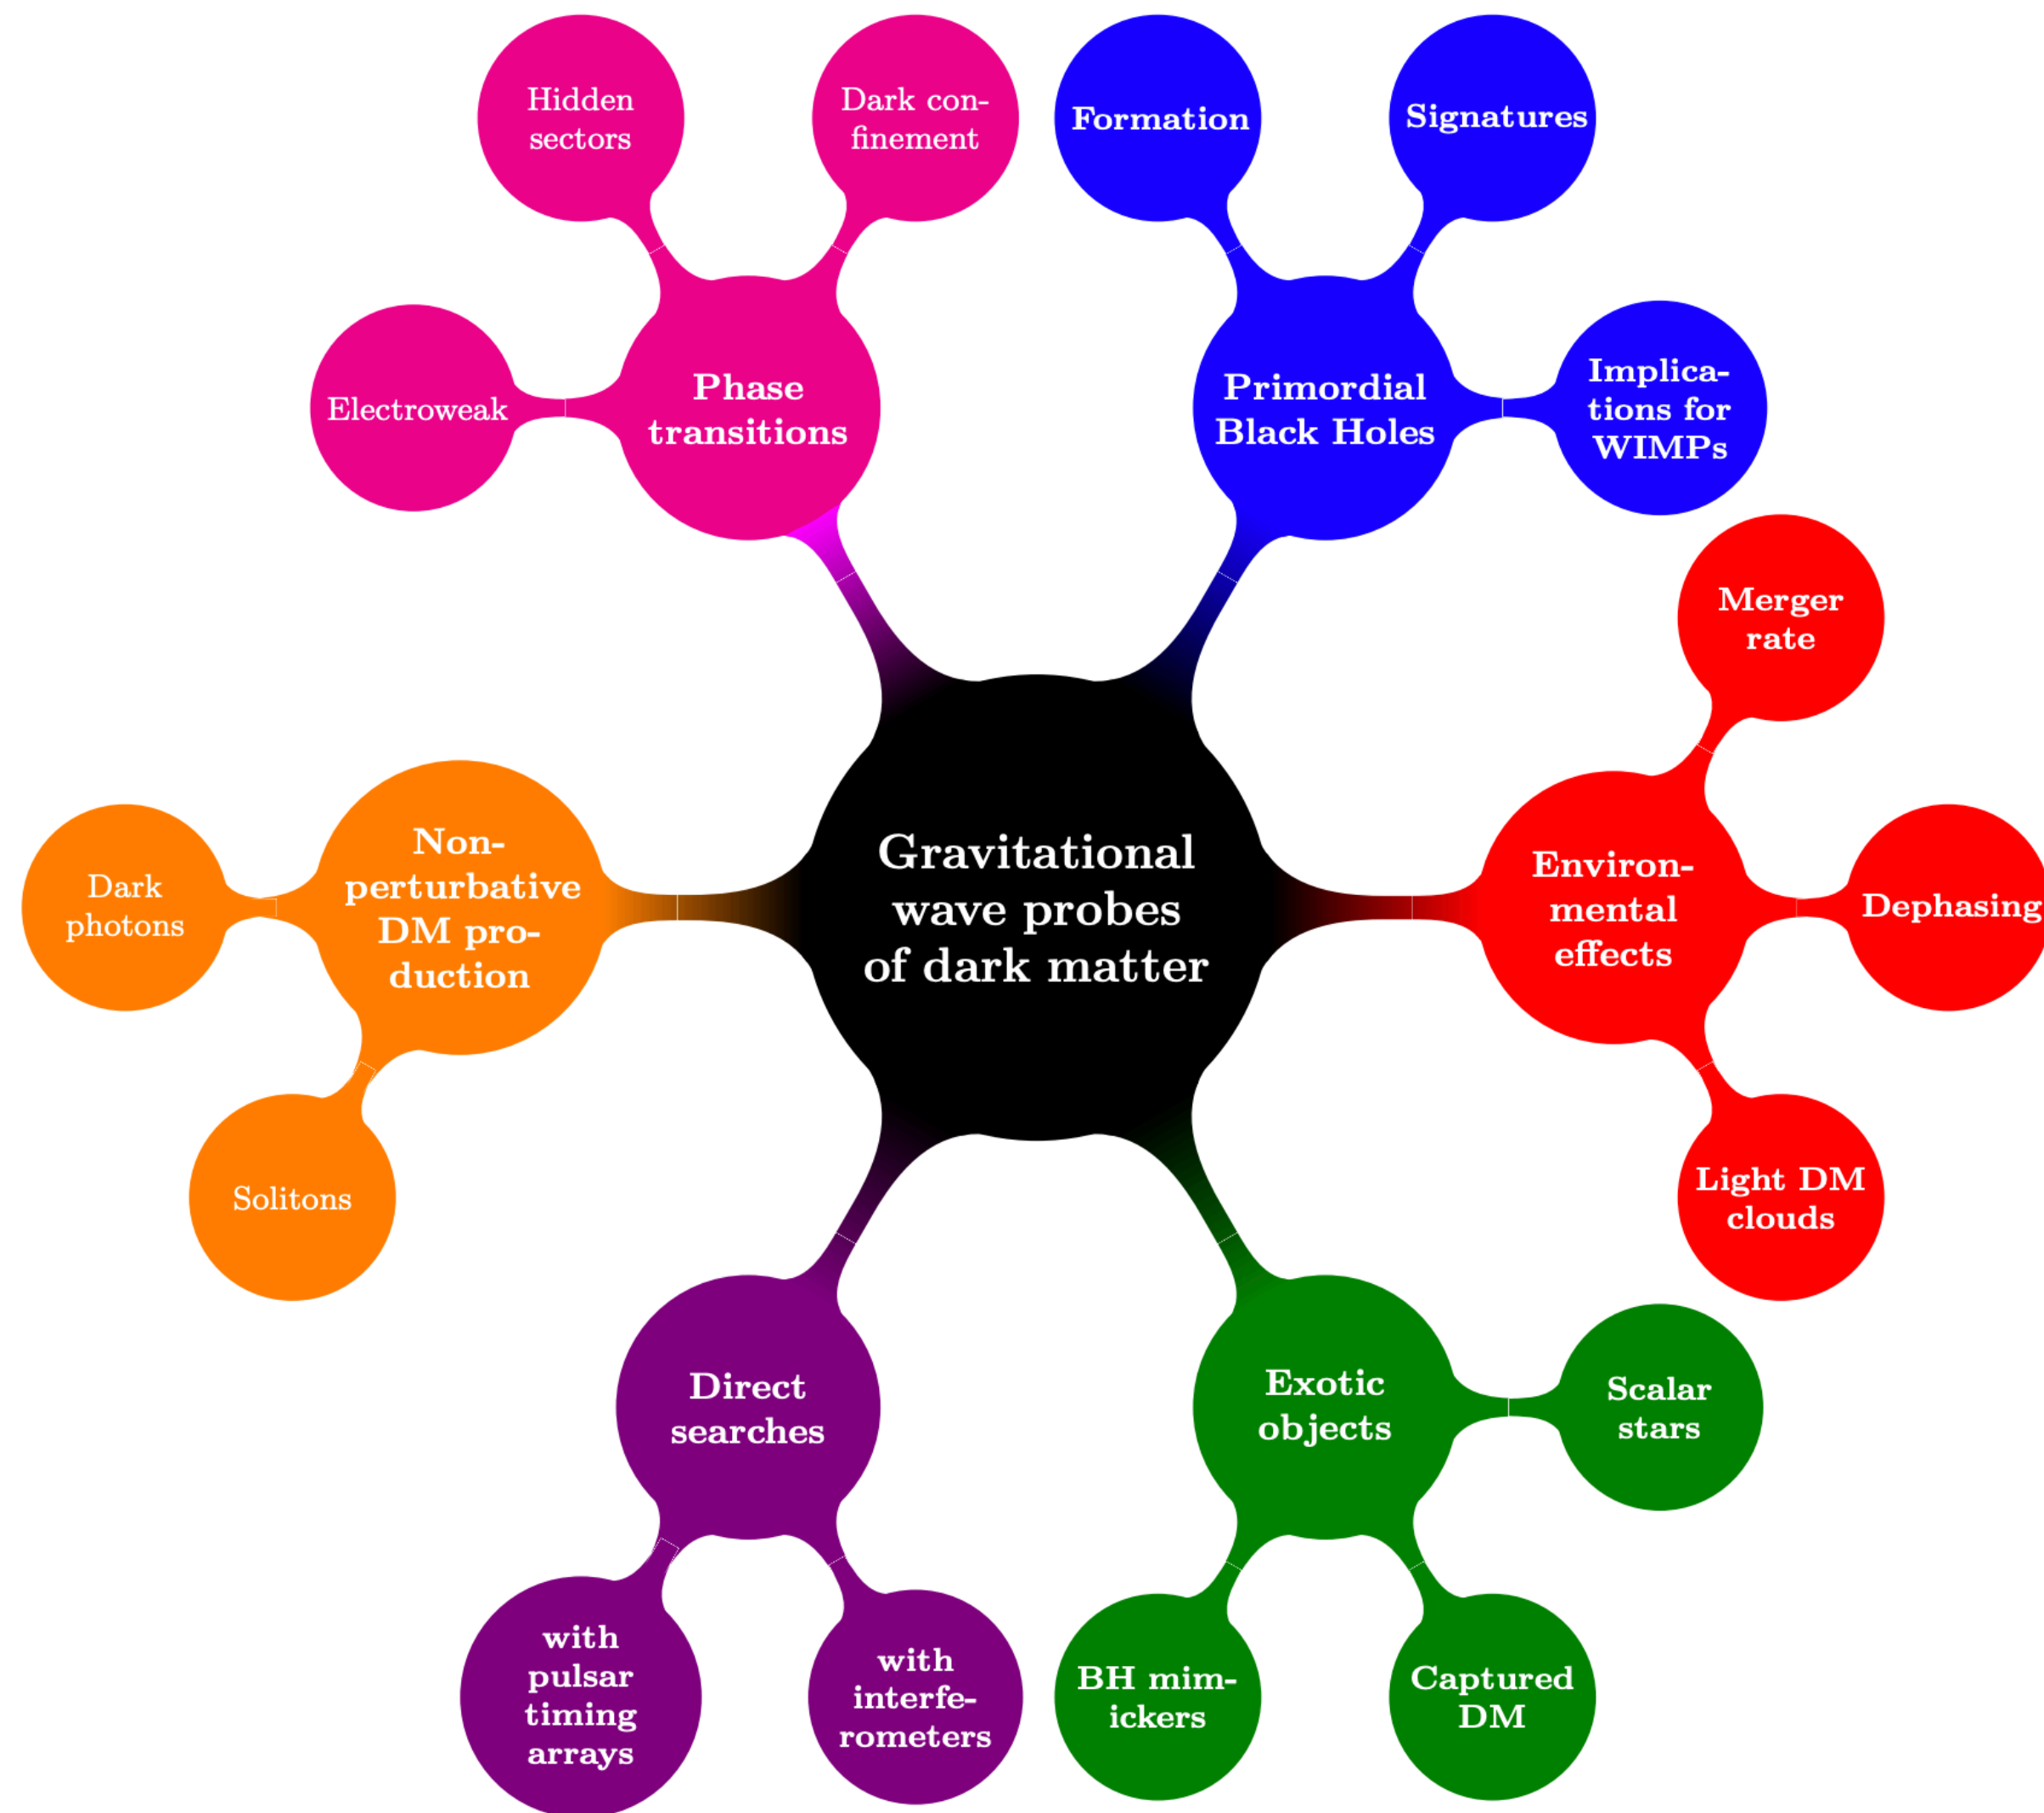 Hidden
sectors
Dark con-
finement
Formation
Signatures
Electroweak
Phase
transitions
Primordial
Black Holes
Implica-
tions for
WIMPs
Merger
rate
Dark
photons
Non-
perturbative
DM pro-
duction
Gravitational
wave probes
of dark matter
Environ-
mental
effects
Dephasing
Solitons
Light DM
clouds
Direct
searches
Exotic
objects
Scalar
stars
with
pulsar
timing
arrays
with
interfe-
rometers
BH mim-
ickers
Captured
DM